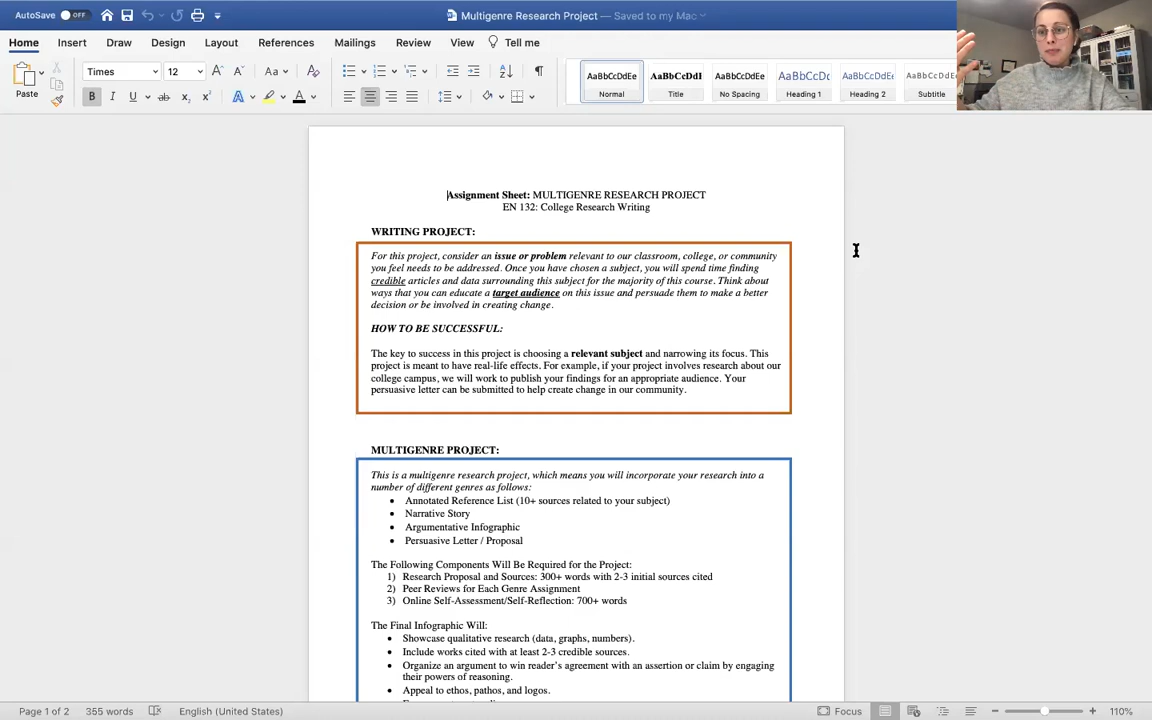 AutoSave OFF Multigenre Research Project — Saved to my Mac
Home Insert Draw Design Layout References Mailings Review View Tell me
Paste Times 12 A A Aa A
B I U ab x₂ x² A A
AaBbCcDdEe AaBbCcDdI AaBbCcDdEe AaBbCcDc AaBbCcDdEe AaBbCcDdEe
Normal Title No Spacing Heading 1 Heading 2 Subtitle
Assignment Sheet: MULTIGENRE RESEARCH PROJECT
EN 132: College Research Writing
WRITING PROJECT:
For this project, consider an issue or problem relevant to our classroom, college, or community
you feel needs to be addressed. Once you have chosen a subject, you will spend time finding
credible articles and data surrounding this subject for the majority of this course. Think about
ways that you can educate a target audience on this issue and persuade them to make a better
decision or be involved in creating change.
HOW TO BE SUCCESSFUL:
The key to success in this project is choosing a relevant subject and narrowing its focus. This
project is meant to have real-life effects. For example, if your project involves research about our
college campus, we will work to publish your findings for an appropriate audience. Your
persuasive letter can be submitted to help create change in our community.
MULTIGENRE PROJECT:
This is a multigenre research project, which means you will incorporate your research into a
number of different genres as follows:
• Annotated Reference List (10+ sources related to your subject)
• Narrative Story
• Argumentative Infographic
• Persuasive Letter / Proposal
The Following Components Will Be Required for the Project:
1) Research Proposal and Sources: 300+ words with 2-3 initial sources cited
2) Peer Reviews for Each Genre Assignment
3) Online Self-Assessment/Self-Reflection: 700+ words
The Final Infographic Will:
• Showcase qualitative research (data, graphs, numbers).
• Include works cited with at least 2-3 credible sources.
• Organize an argument to win reader's agreement with an assertion or claim by engaging
their powers of reasoning.
• Appeal to ethos, pathos, and logos.
Page 1 of 2 355 words English (United States) Focus 110%